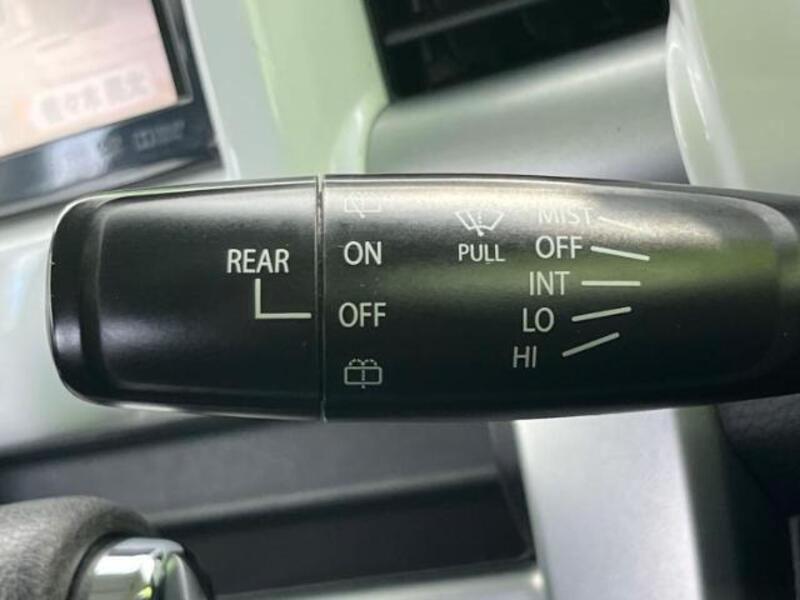 REAR
ON
OFF
PULL
MIST
OFF
INT
LO
HI